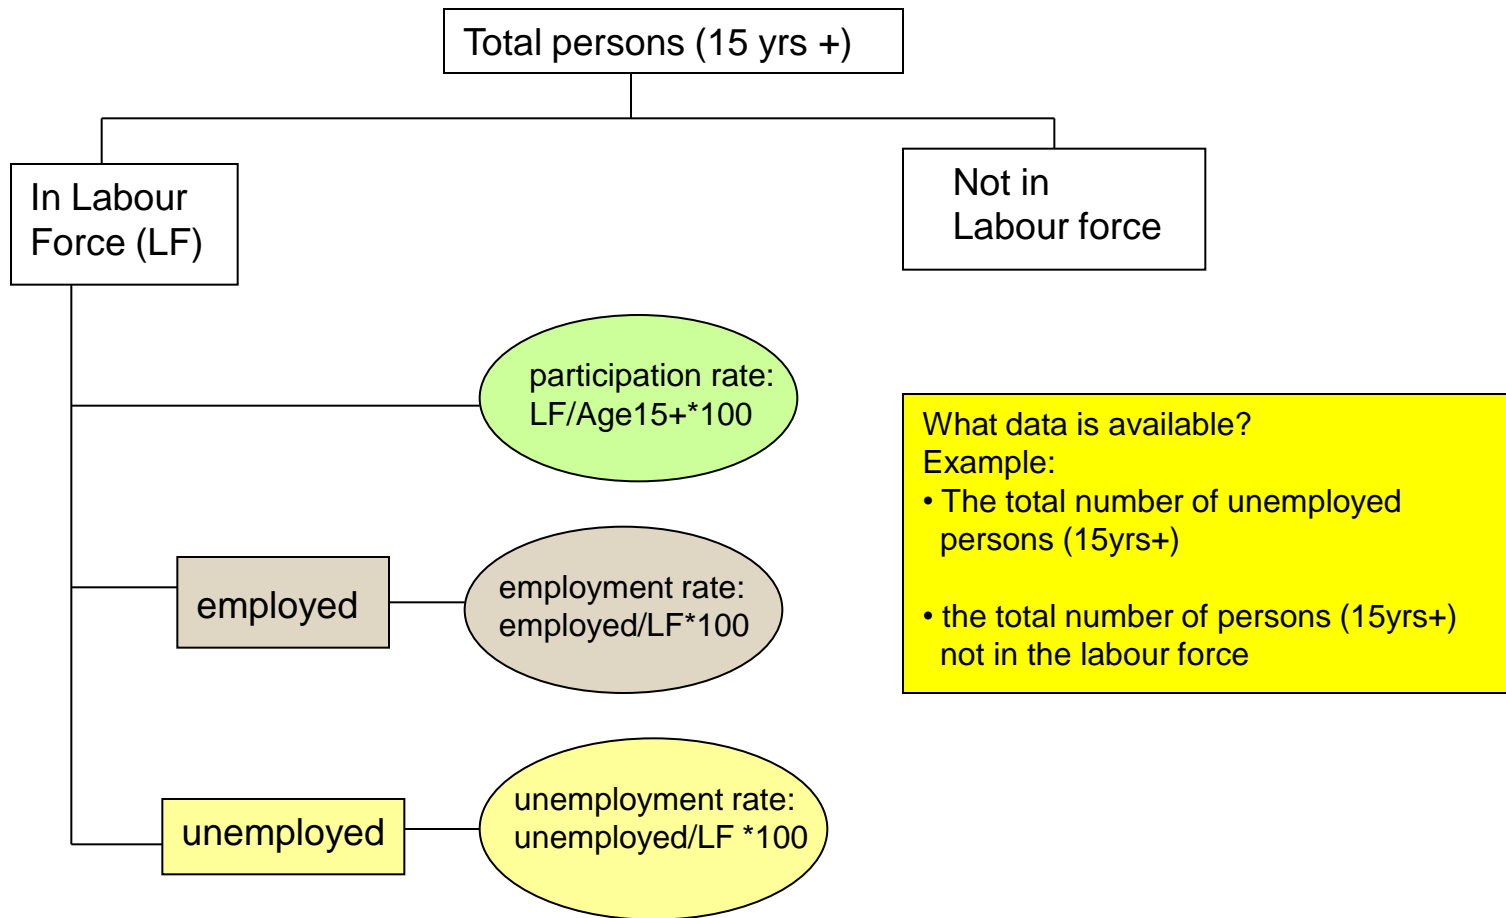 Total persons (15 yrs +)
In Labour
Force (LF)
Not in
Labour force
participation rate:
LF/Age15+*100
What data is available?
Example:
• The total number of unemployed
persons (15yrs+)
• the total number of persons (15yrs+)
not in the labour force
employed
employment rate:
employed/LF*100
unemployed
unemployment rate:
unemployed/LF *100